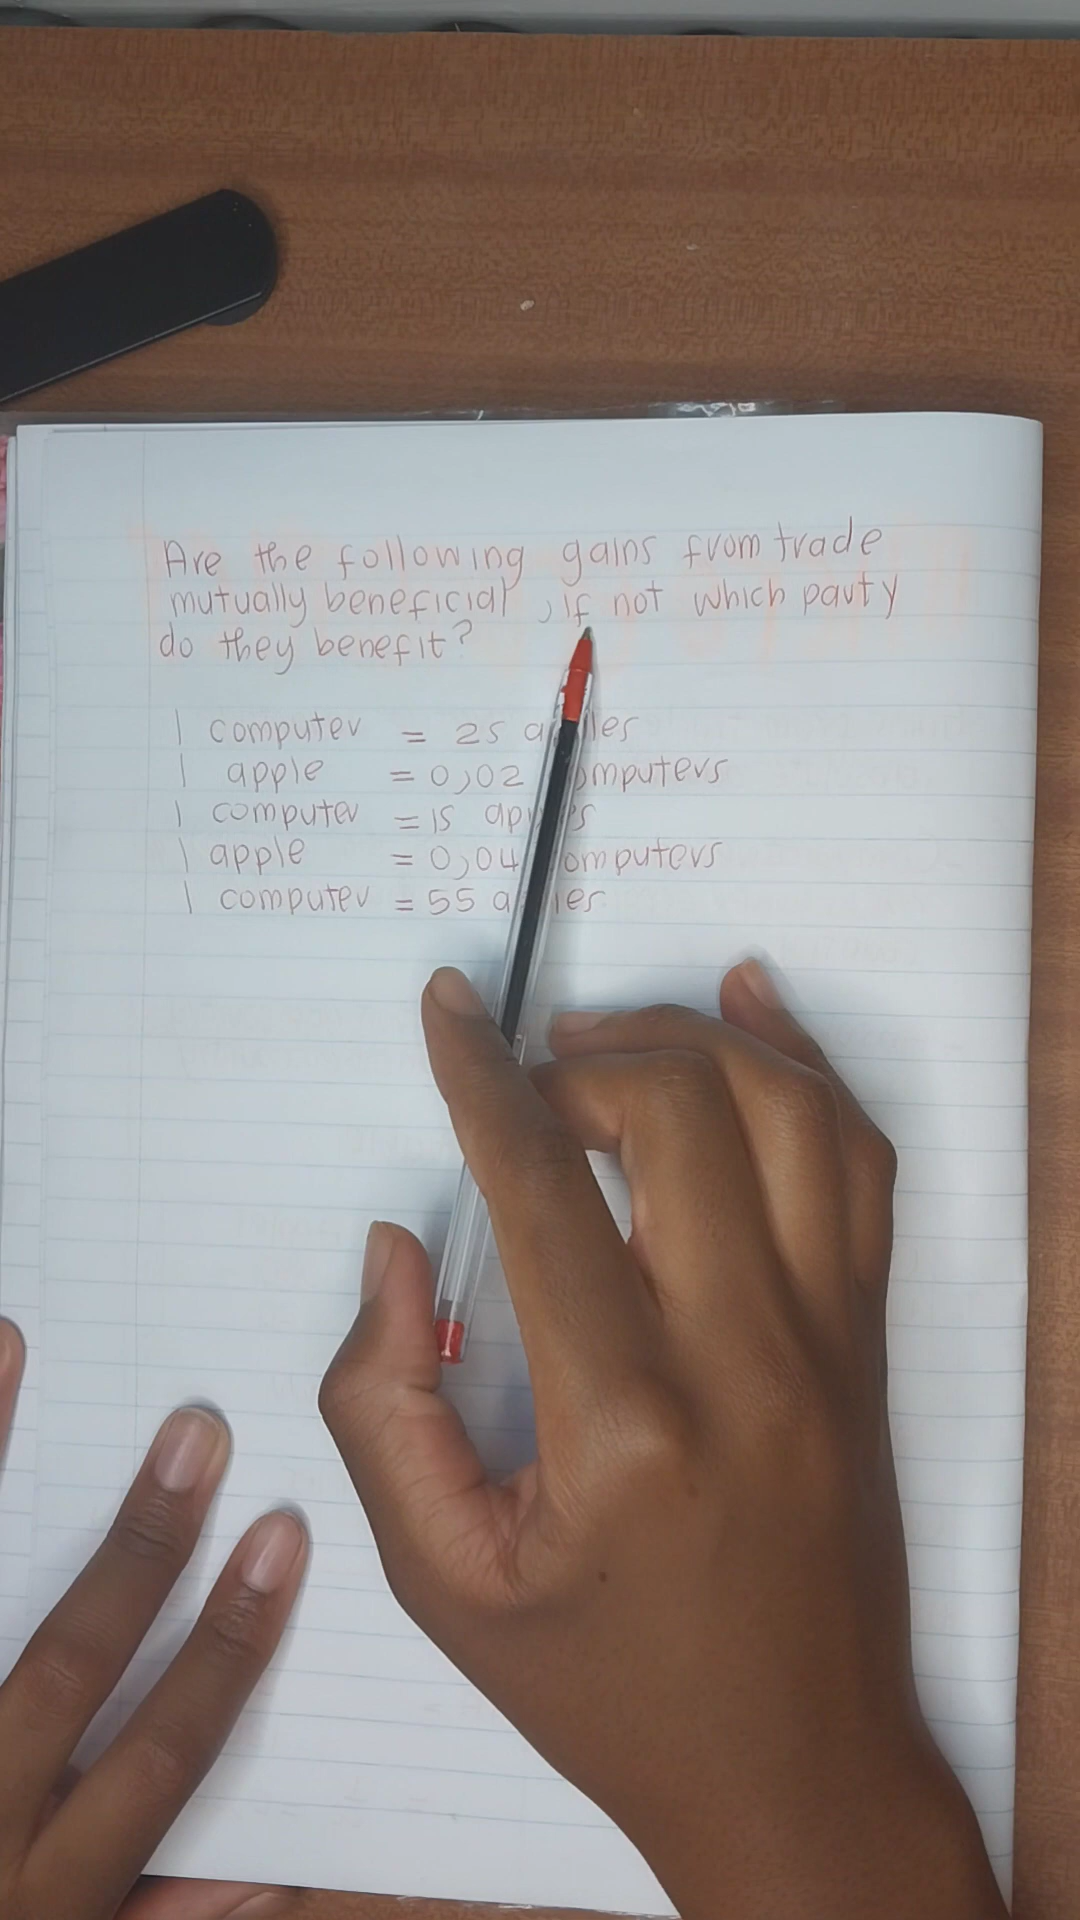 Are the following gains from trade
mutually beneficial, if not which party
do they benefit?
1 computer = 25
1 apple = 0,02
1 computer = 15
1 apple = 0,04
1 computer = 55